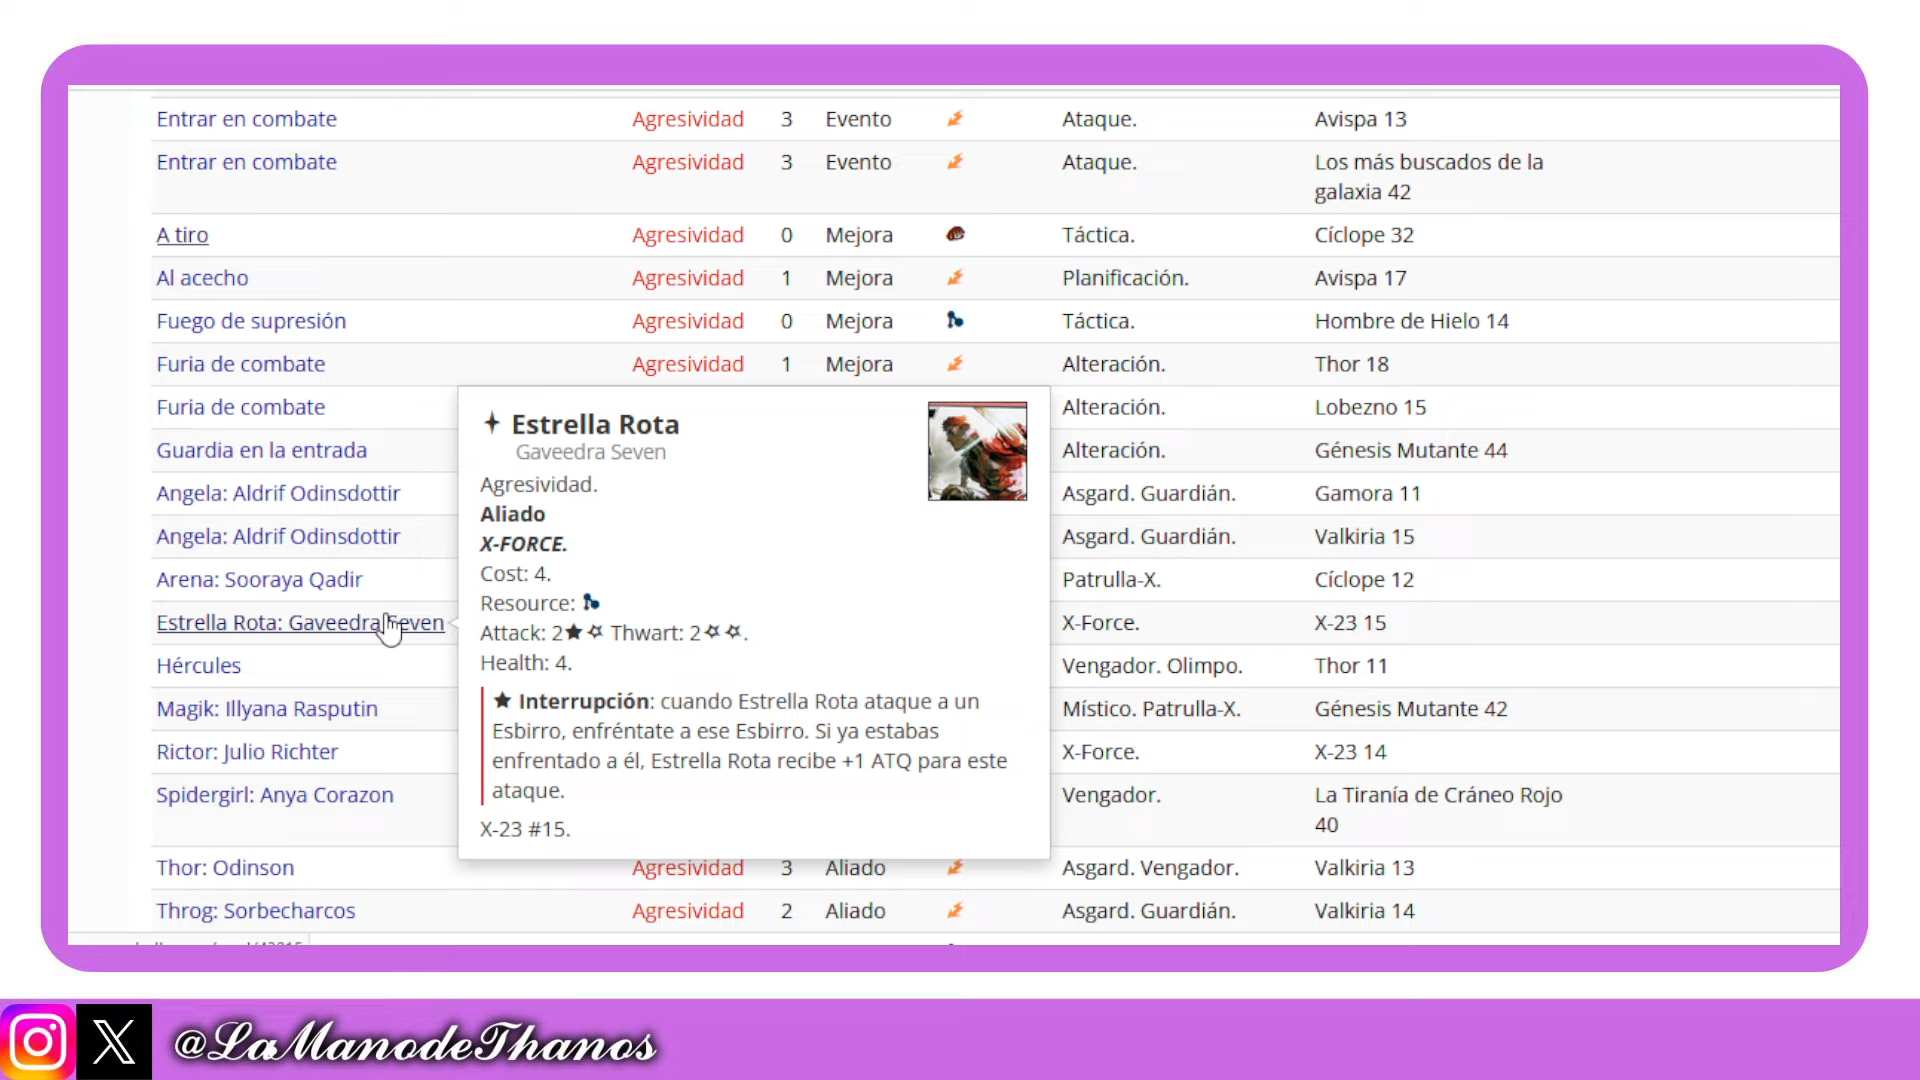 Entrar en combate Agresividad 3 Evento Ataque. Avispa 13
Entrar en combate Agresividad 3 Evento Ataque. Los más buscados de la
galaxia 42
A tiro Agresividad 0 Mejora Táctica. Cíclope 32
Al acecho Agresividad 1 Mejora Planificación. Avispa 17
Fuego de supresión Agresividad 0 Mejora Táctica. Hombre de Hielo 14
Furia de combate Agresividad 1 Mejora Alteración. Thor 18
Furia de combate Alteración. Lobezno 15
Guardia en la entrada Alteración. Génesis Mutante 44
Angela: Aldrif Odinsdottir Asgard. Guardián. Gamora 11
Angela: Aldrif Odinsdottir Asgard. Guardián. Valkiria 15
Arena: Sooraya Qadir Patrulla-X. Cíclope 12
Estrella Rota: Gaveedra Seven X-Force. X-23 15
Hércules Vengador. Olimpo. Thor 11
Magik: Illyana Rasputin Místico. Patrulla-X. Génesis Mutante 42
Rictor: Julio Richter X-Force. X-23 14
Spidergirl: Anya Corazon Vengador. La Tiranía de Cráneo Rojo
40
Thor: Odinson Agresividad 3 Aliado Asgard. Vengador. Valkiria 13
Throg: Sorbecharcos Agresividad 2 Aliado Asgard. Guardián. Valkiria 14
Estrella Rota
Gaveedra Seven
Agresividad.
Aliado
X-FORCE.
Cost: 4.
Resource:
Attack: 2 Thwart: 2.
Health: 4.
Interrupción: cuando Estrella Rota ataque a un
Esbirro, enfréntate a ese Esbirro. Si ya estabas
enfrentado a él, Estrella Rota recibe +1 ATQ para este
ataque.
X-23 #15.
@LaManodeThanos